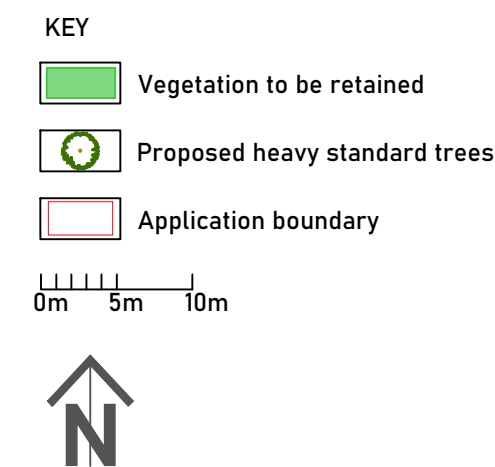 KEY
Vegetation to be retained
Proposed heavy standard trees
Application boundary
0m 5m 10m
N